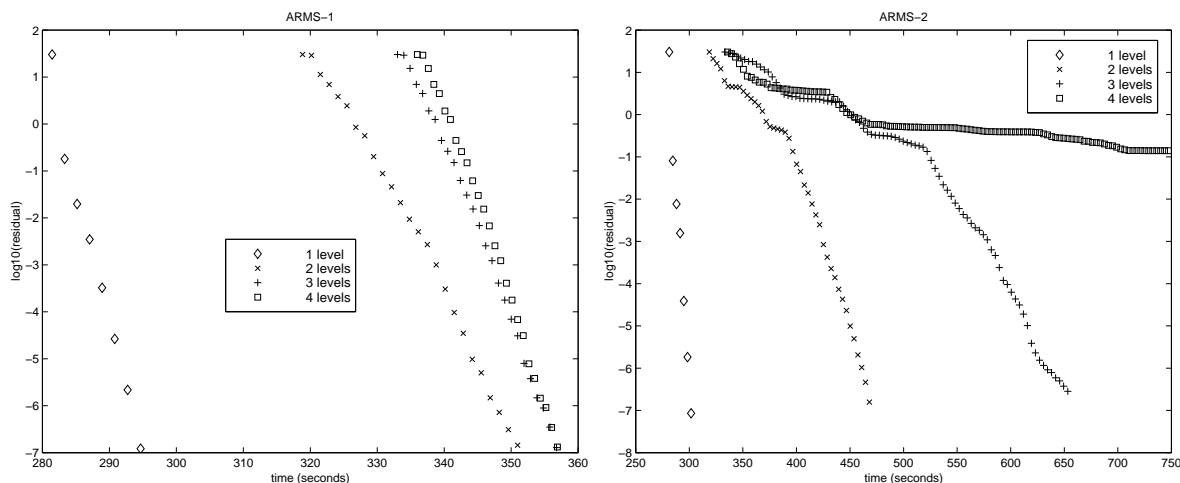 ARMS−1
2
1
0
−1
−2
−3
−4
−5
−6
−7
log10(residual)
280 290 300 310 320 330 340 350 360
time (seconds)
1 level
2 levels
3 levels
4 levels
ARMS−2
2
1
0
−1
−2
−3
−4
−5
−6
−7
−8
log10(residual)
250 300 350 400 450 500 550 600 650 700 750
time (seconds)
1 level
2 levels
3 levels
4 levels